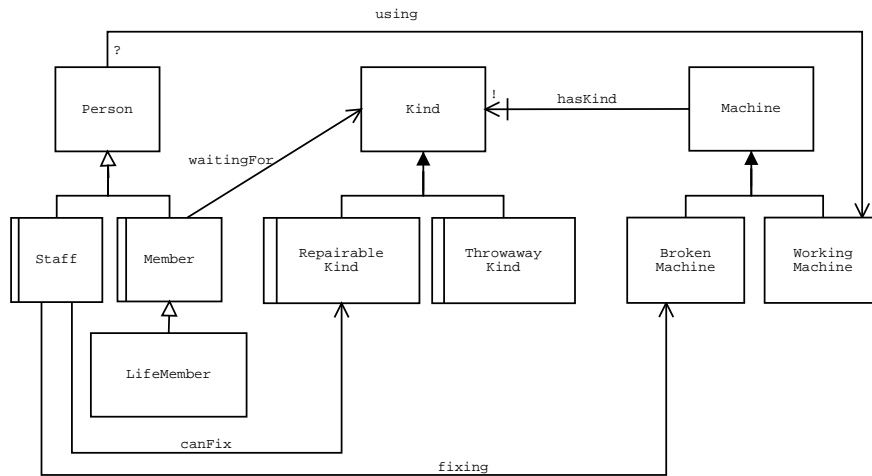 using
?
Person
Kind
!
hasKind
Machine
waitingFor
Staff
Member
Repairable
Kind
Throwaway
Kind
Broken
Machine
Working
Machine
LifeMember
canFix
fixing